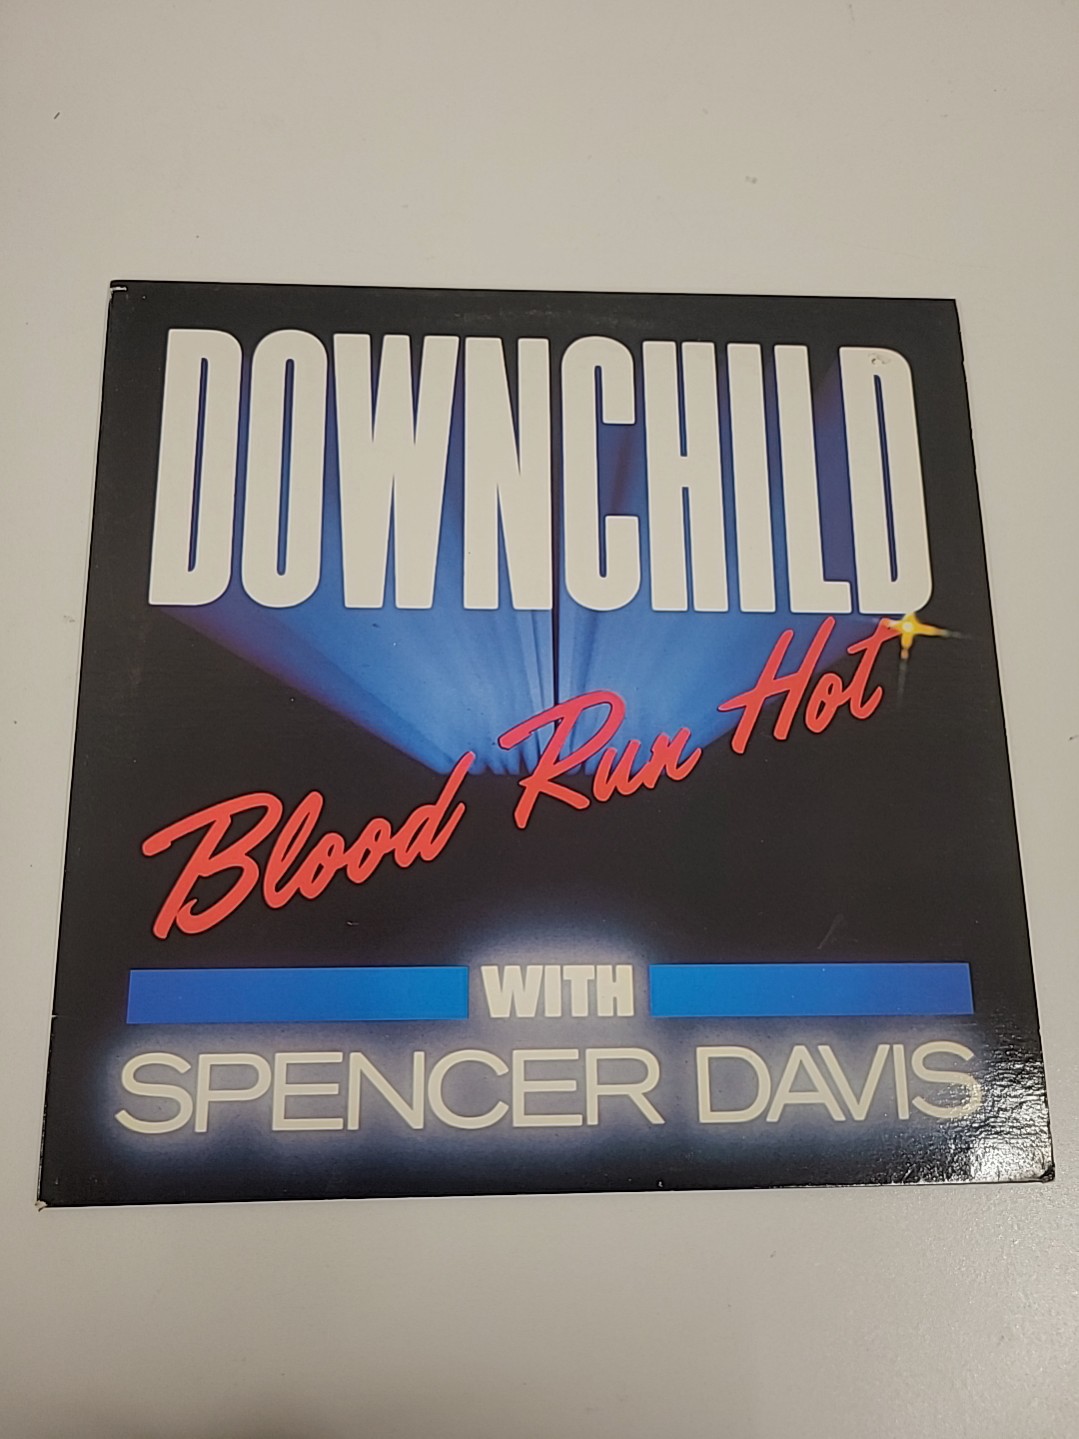 DOWNCHILD
Blood Run Hot
WITH
SPENCER DAVIS